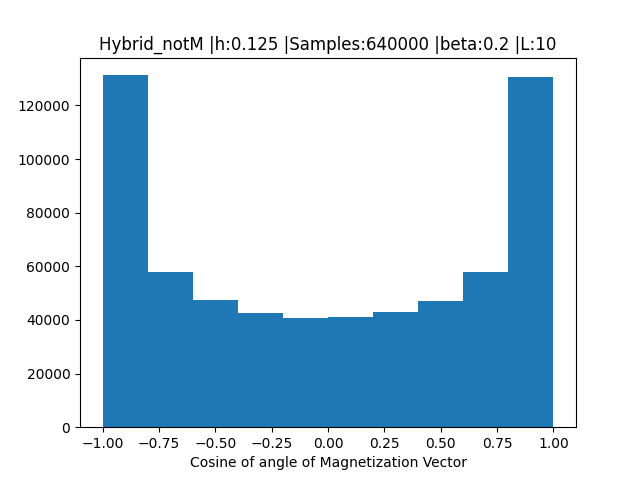 Hybrid_notM |h:0.125 |Samples:640000 |beta:0.2 |L:10
120000
100000
80000
60000
40000
20000
0
−1.00 −0.75 −0.50 −0.25 0.00 0.25 0.50 0.75 1.00
Cosine of angle of Magnetization Vector